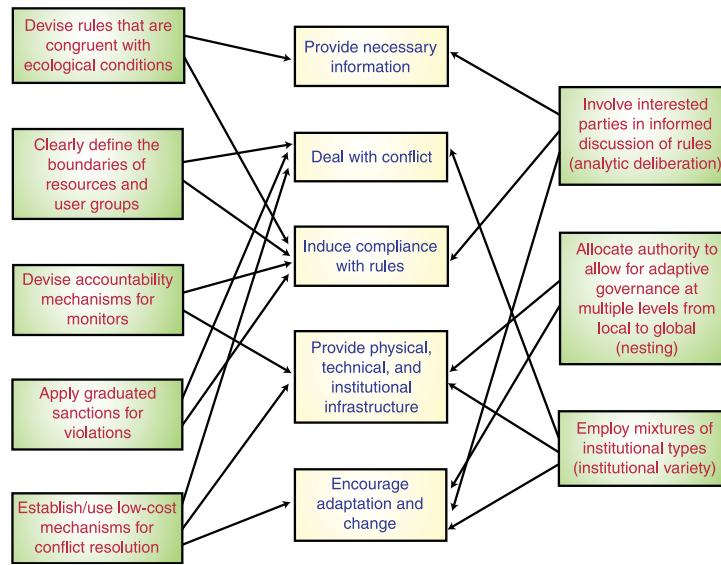 Devise rules that are
congruent with
ecological conditions
Clearly define the
boundaries of
resources and
user groups
Devise accountability
mechanisms for
monitors
Apply graduated
sanctions for
violations
Establish/use low-cost
mechanisms for
conflict resolution
Provide necessary
information
Deal with conflict
Induce compliance
with rules
Provide physical,
technical, and
institutional
infrastructure
Encourage
adaptation and
change
Involve interested
parties in informed
discussion of rules
(analytic deliberation)
Allocate authority to
allow for adaptive
governance at
multiple levels from
local to global
(nesting)
Employ mixtures of
institutional types
(institutional variety)